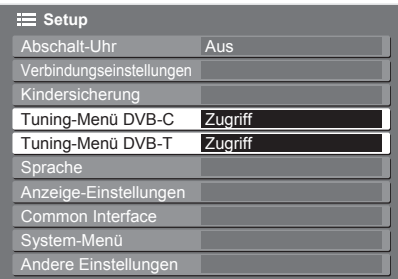 Setup
Abschalt-Uhr Aus
Verbindungseinstellungen
Kindersicherung
Tuning-Menü DVB-C Zugriff
Tuning-Menü DVB-T Zugriff
Sprache
Anzeige-Einstellungen
Common Interface
System-Menü
Andere Einstellungen